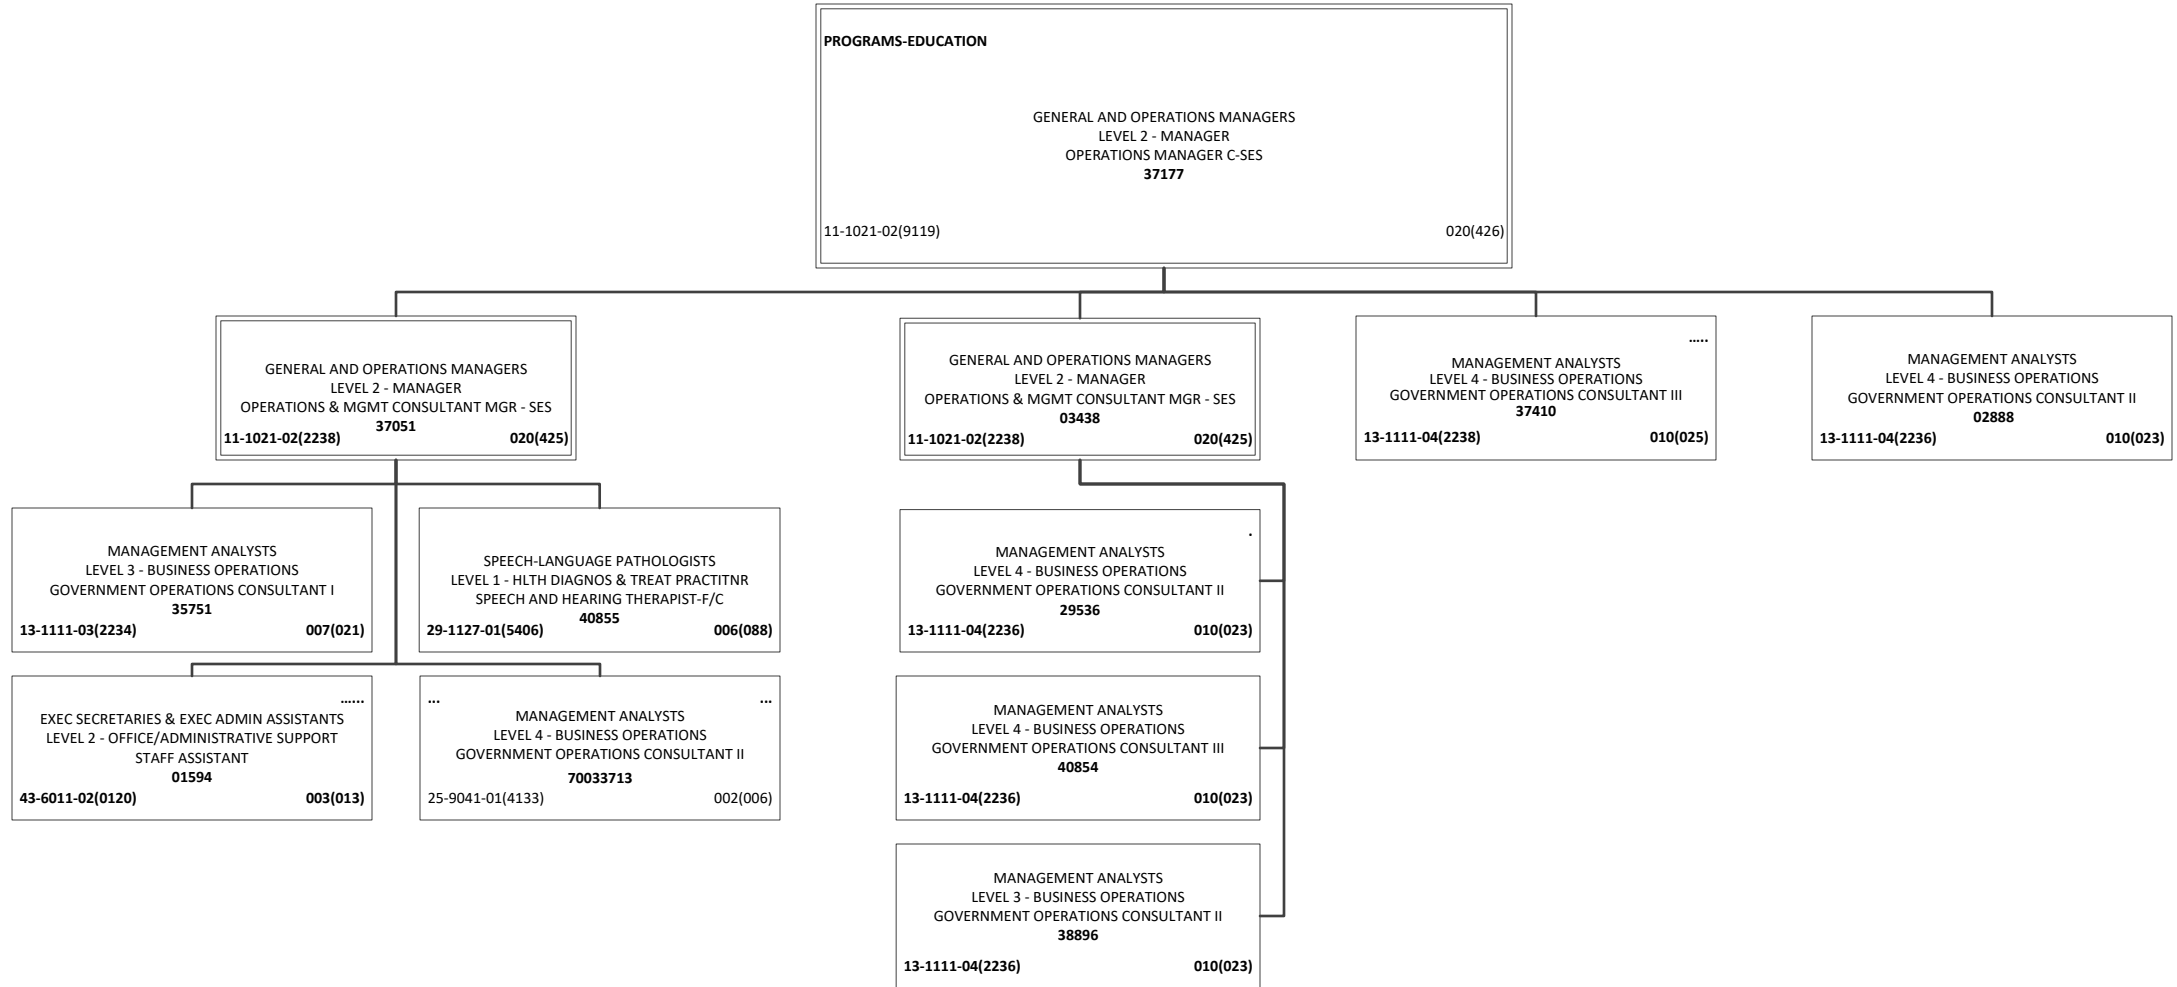 PROGRAMS-EDUCATION
GENERAL AND OPERATIONS MANAGERS
LEVEL 2 - MANAGER
OPERATIONS MANAGER C-SES
37177
11-1021-02(9119) 020(426)
GENERAL AND OPERATIONS MANAGERS
LEVEL 2 - MANAGER
OPERATIONS & MGMT CONSULTANT MGR - SES
37051
11-1021-02(2238) 020(425)
GENERAL AND OPERATIONS MANAGERS
LEVEL 2 - MANAGER
OPERATIONS & MGMT CONSULTANT MGR - SES
03438
11-1021-02(2238) 020(425)
.....
MANAGEMENT ANALYSTS
LEVEL 4 - BUSINESS OPERATIONS
GOVERNMENT OPERATIONS CONSULTANT III
37410
13-1111-04(2238) 010(025)
MANAGEMENT ANALYSTS
LEVEL 4 - BUSINESS OPERATIONS
GOVERNMENT OPERATIONS CONSULTANT II
02888
13-1111-04(2236) 010(023)
MANAGEMENT ANALYSTS
LEVEL 3 - BUSINESS OPERATIONS
GOVERNMENT OPERATIONS CONSULTANT I
35751
13-1111-03(2234) 007(021)
SPEECH-LANGUAGE PATHOLOGISTS
LEVEL 1 - HLTH DIAGNOS & TREAT PRACTITNR
SPEECH AND HEARING THERAPIST-F/C
40855
29-1127-01(5406) 006(088)
.
MANAGEMENT ANALYSTS
LEVEL 4 - BUSINESS OPERATIONS
GOVERNMENT OPERATIONS CONSULTANT II
29536
13-1111-04(2236) 010(023)
......
EXEC SECRETARIES & EXEC ADMIN ASSISTANTS
LEVEL 2 - OFFICE/ADMINISTRATIVE SUPPORT
STAFF ASSISTANT
01594
43-6011-02(0120) 003(013)
... ...
MANAGEMENT ANALYSTS
LEVEL 4 - BUSINESS OPERATIONS
GOVERNMENT OPERATIONS CONSULTANT II
70033713
25-9041-01(4133) 002(006)
MANAGEMENT ANALYSTS
LEVEL 4 - BUSINESS OPERATIONS
GOVERNMENT OPERATIONS CONSULTANT III
40854
13-1111-04(2236) 010(023)
MANAGEMENT ANALYSTS
LEVEL 3 - BUSINESS OPERATIONS
GOVERNMENT OPERATIONS CONSULTANT II
38896
13-1111-04(2236) 010(023)